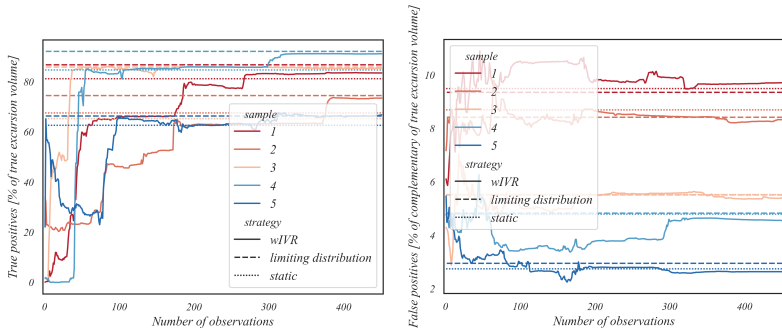 True positives [% of true excursion volume]
80
60
40
20
0
0
100
200
300
400
Number of observations
sample
1
2
3
4
5
strategy
wIVR
limiting distribution
static
False positives [% of complementary of true excursion volume]
10
8
6
4
2
0
100
200
300
400
Number of observations
sample
1
2
3
4
5
strategy
wIVR
limiting distribution
static